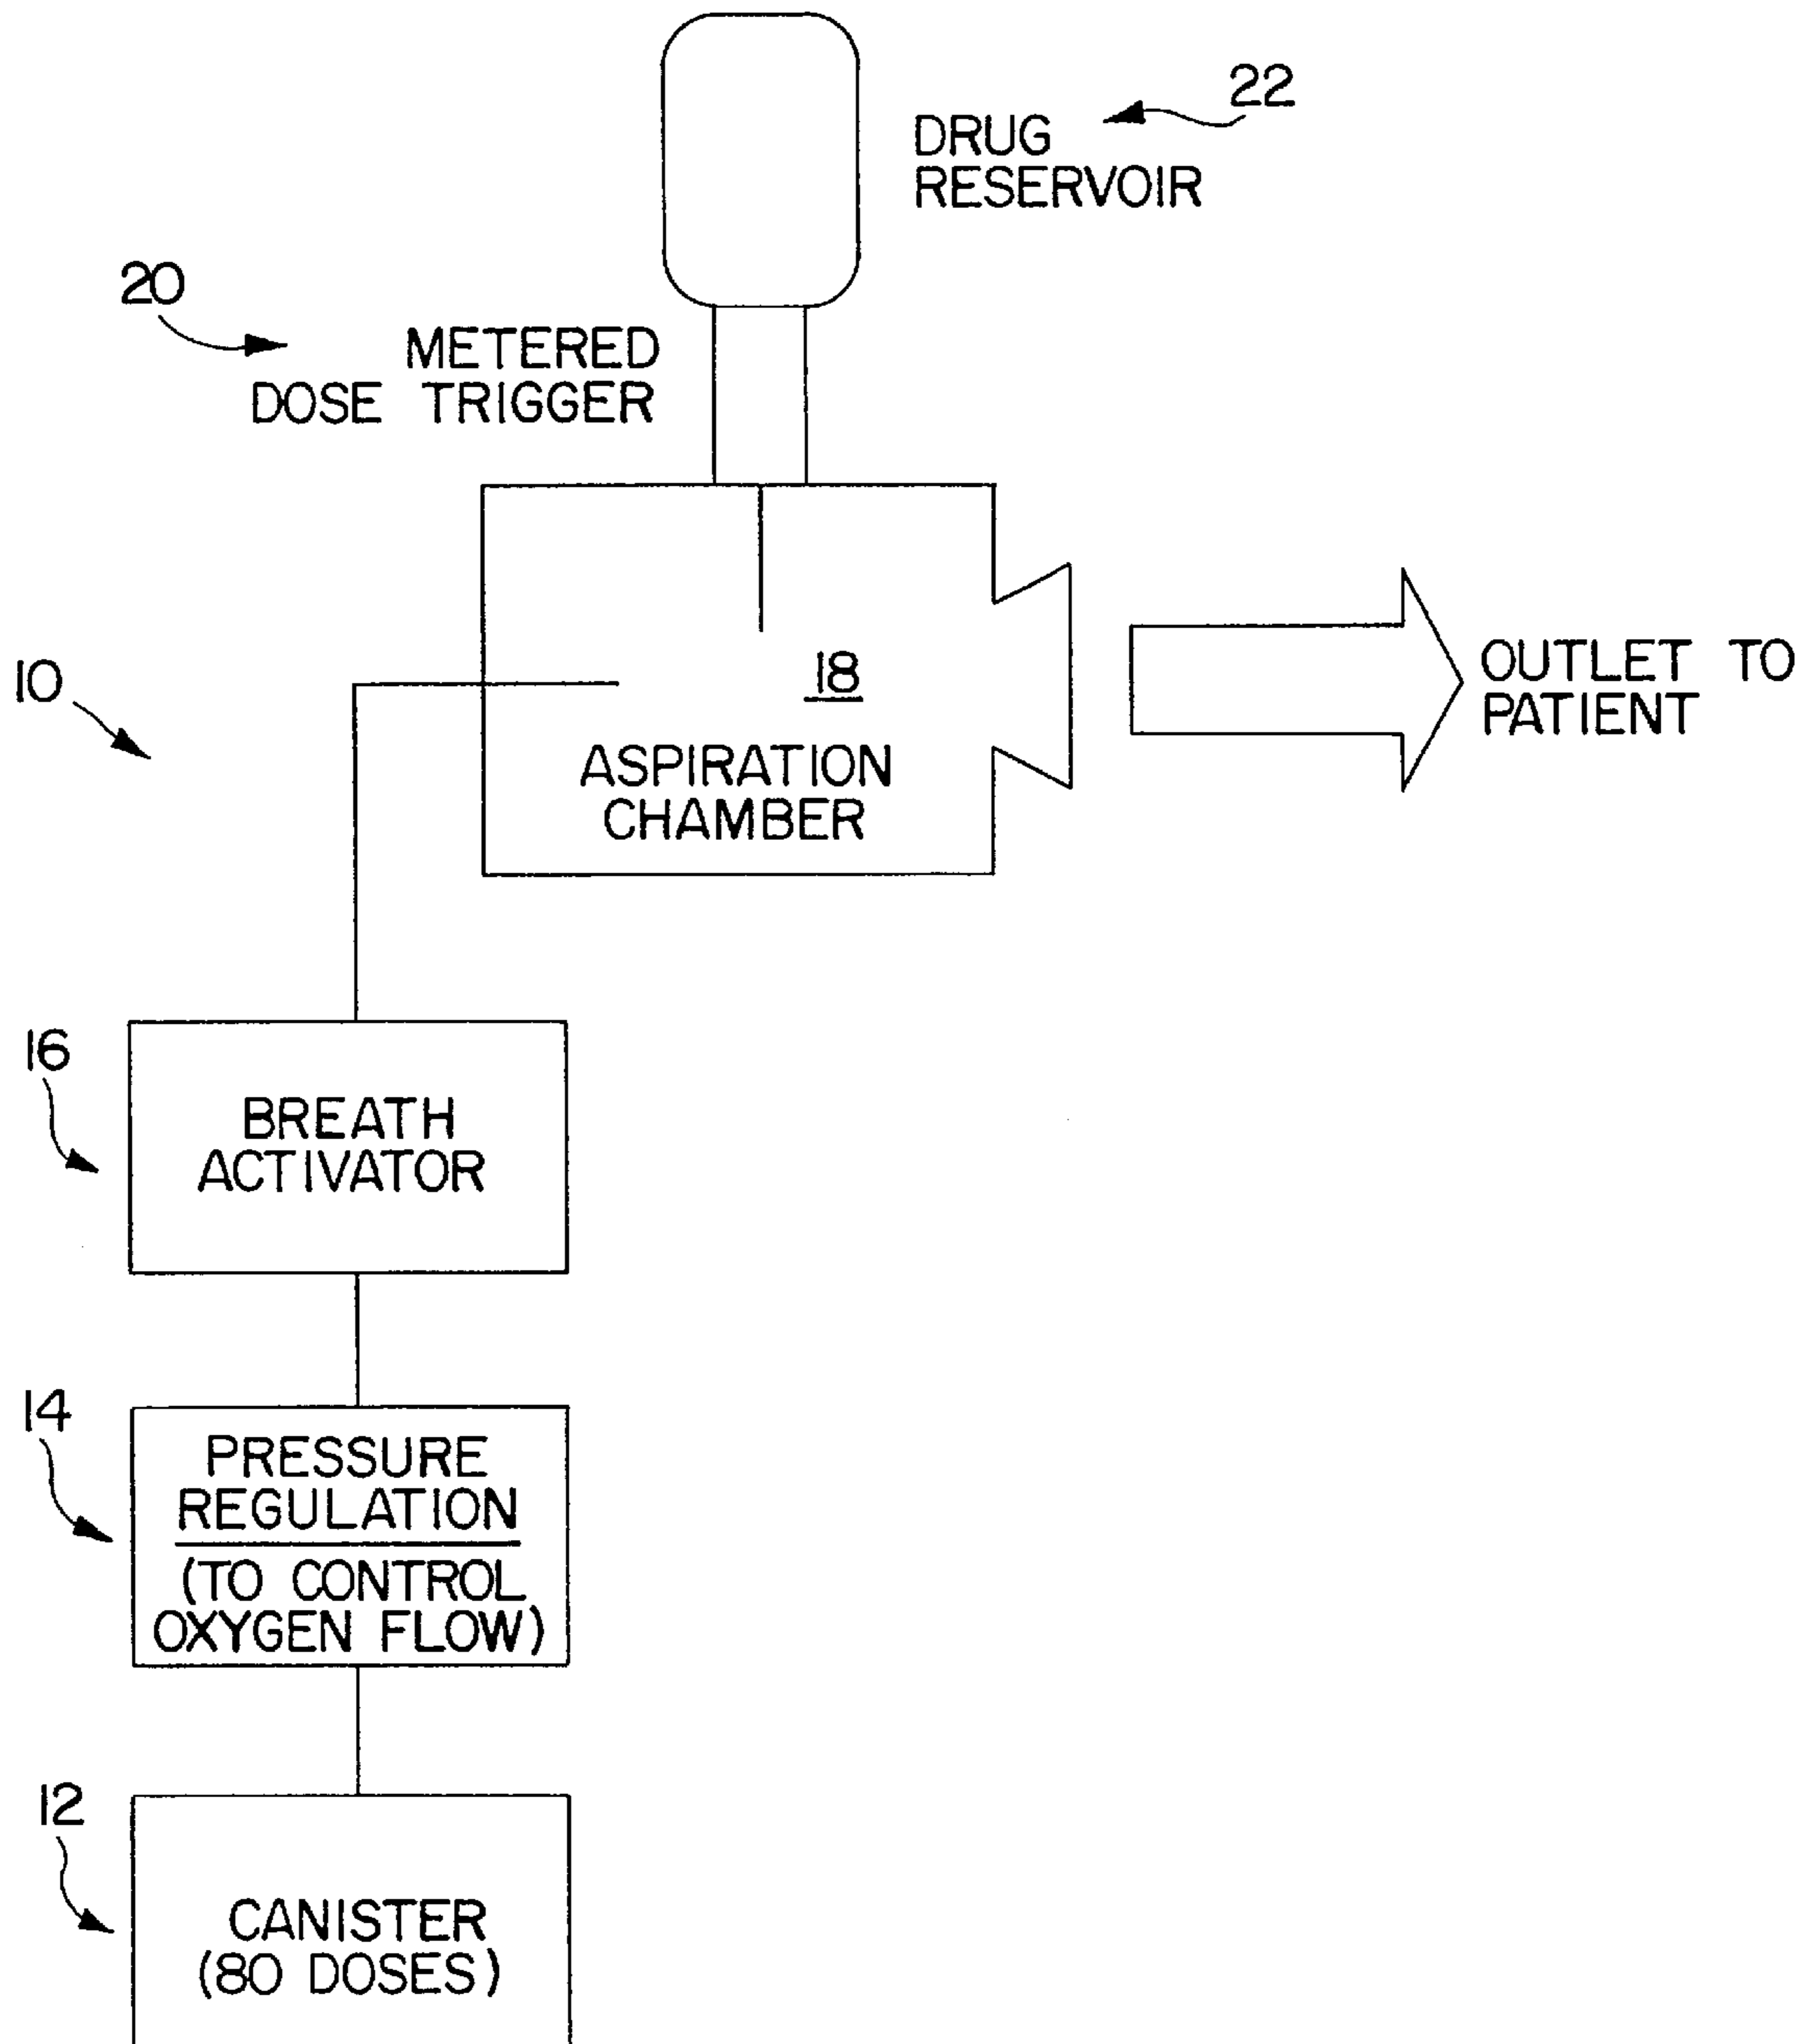 22
DRUG
RESERVOIR
20
METERED
DOSE TRIGGER
10
18
ASPIRATION
CHAMBER
OUTLET TO
PATIENT
16
BREATH
ACTIVATOR
14
PRESSURE
REGULATION
(TO CONTROL
OXYGEN FLOW)
12
CANISTER
(80 DOSES)